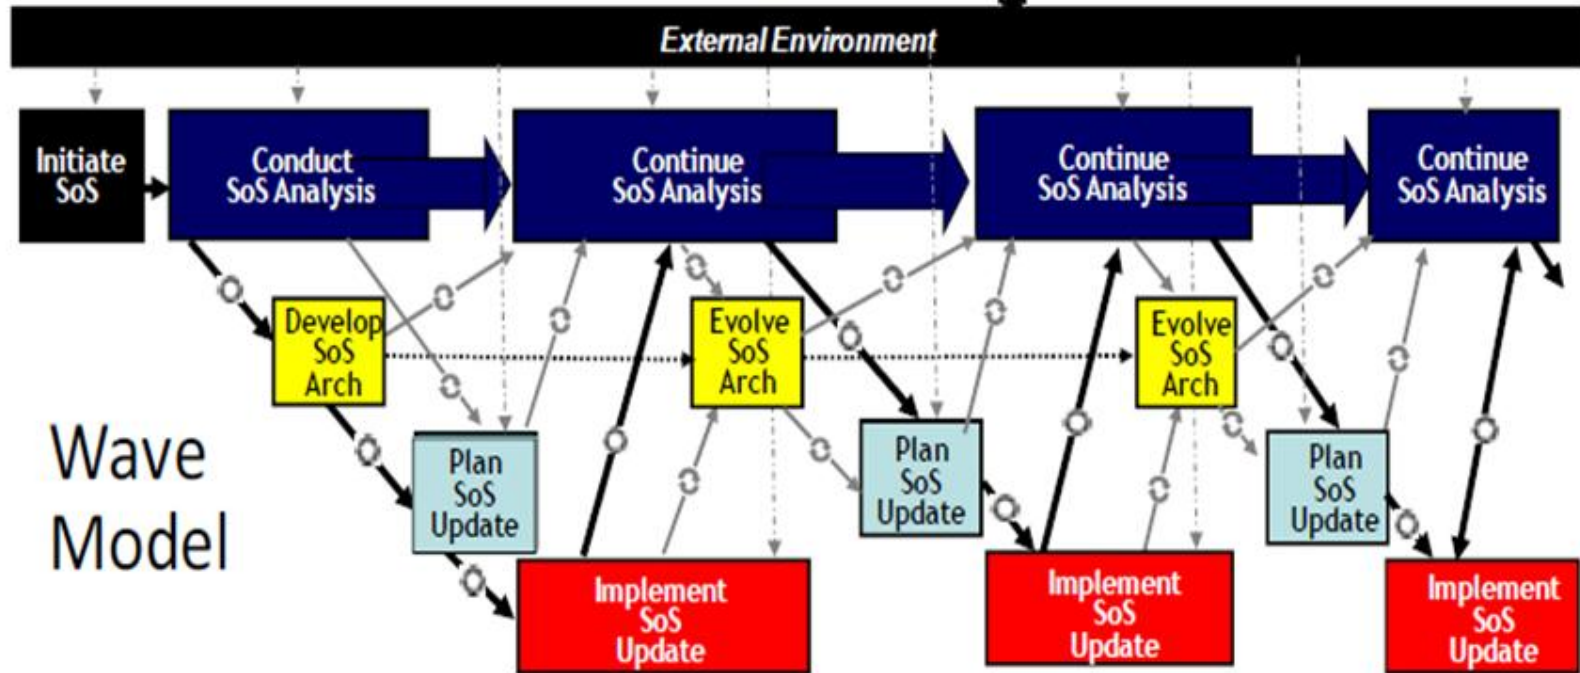 External Environment
Initiate
SoS
Conduct
SoS Analysis
Continue
SoS Analysis
Continue
SoS Analysis
Continue
SoS Analysis
Develop
SoS
Arch
Evolve
SoS
Arch
Evolve
SoS
Arch
Wave
Model
Plan
SoS
Update
Plan
SoS
Update
Plan
SoS
Update
Implement
SoS
Update
Implement
SoS
Update
Implement
SoS
Update